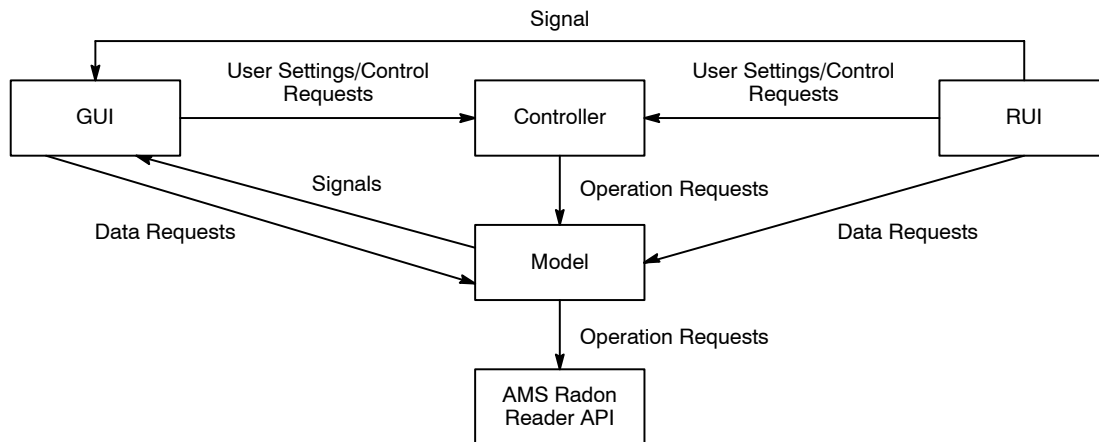 Signal
User Settings/Control
Requests
User Settings/Control
Requests
GUI
Controller
RUI
Signals
Operation Requests
Data Requests
Data Requests
Model
Operation Requests
AMS Radon
Reader API